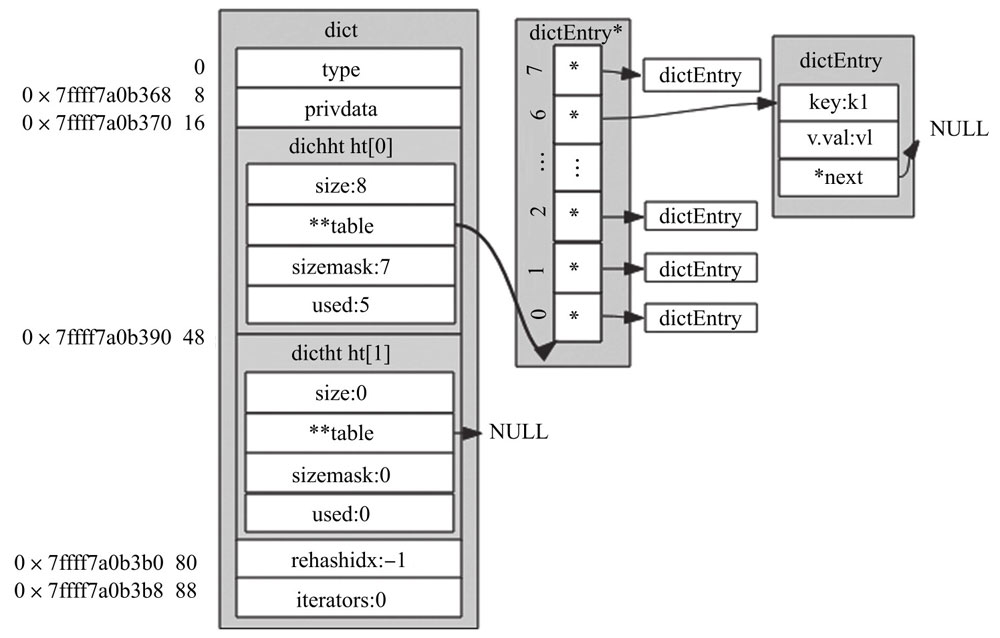 dict
0
type
0 × 7ffff7a0b368 8
privdata
0 × 7ffff7a0b370 16
dichht ht[0]
size:8
**table
sizemask:7
used:5
0 × 7ffff7a0b390 48
dictht ht[1]
size:0
**table
NULL
sizemask:0
used:0
0 × 7ffff7a0b3b0 80
rehashidx:-1
0 × 7ffff7a0b3b8 88
iterators:0
dictEntry*
7 * dictEntry
6 *
... ...
2 * dictEntry
1 * dictEntry
0 * dictEntry
dictEntry
key:k1
v.val:vl
*next
NULL